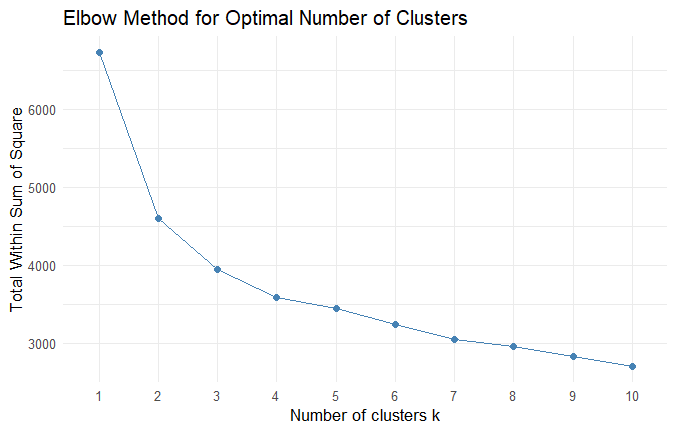 Elbow Method for Optimal Number of Clusters
Total Within Sum of Square
6000
5000
4000
3000
1 2 3 4 5 6 7 8 9 10
Number of clusters k